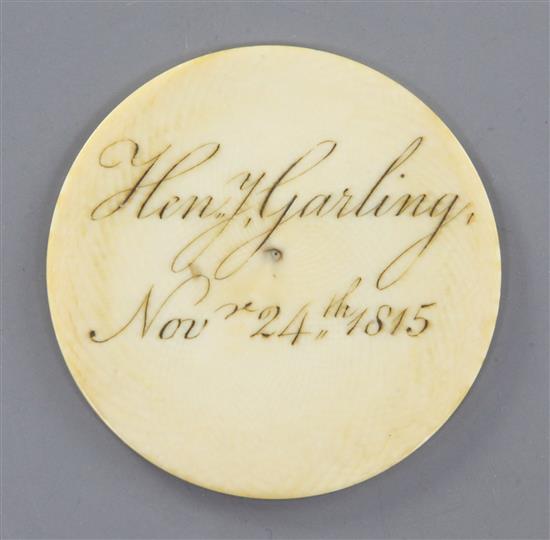 Hen,,y, Garling,
Nov,,r 24,,th 1815